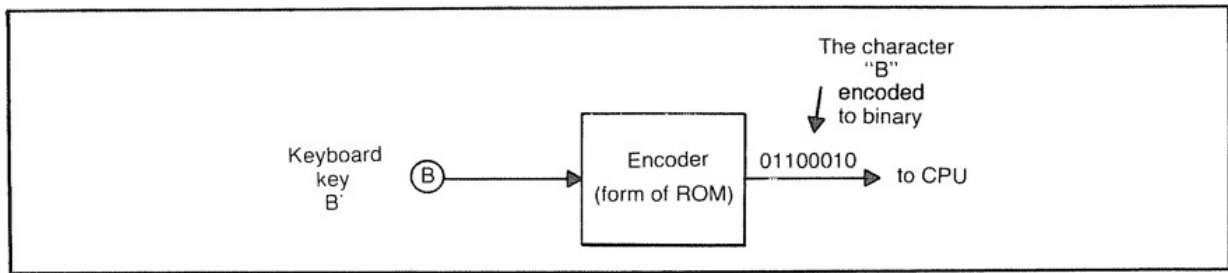 The character
"B"
encoded
to binary
Keyboard
key
B
B
Encoder
(form of ROM)
01100010
to CPU